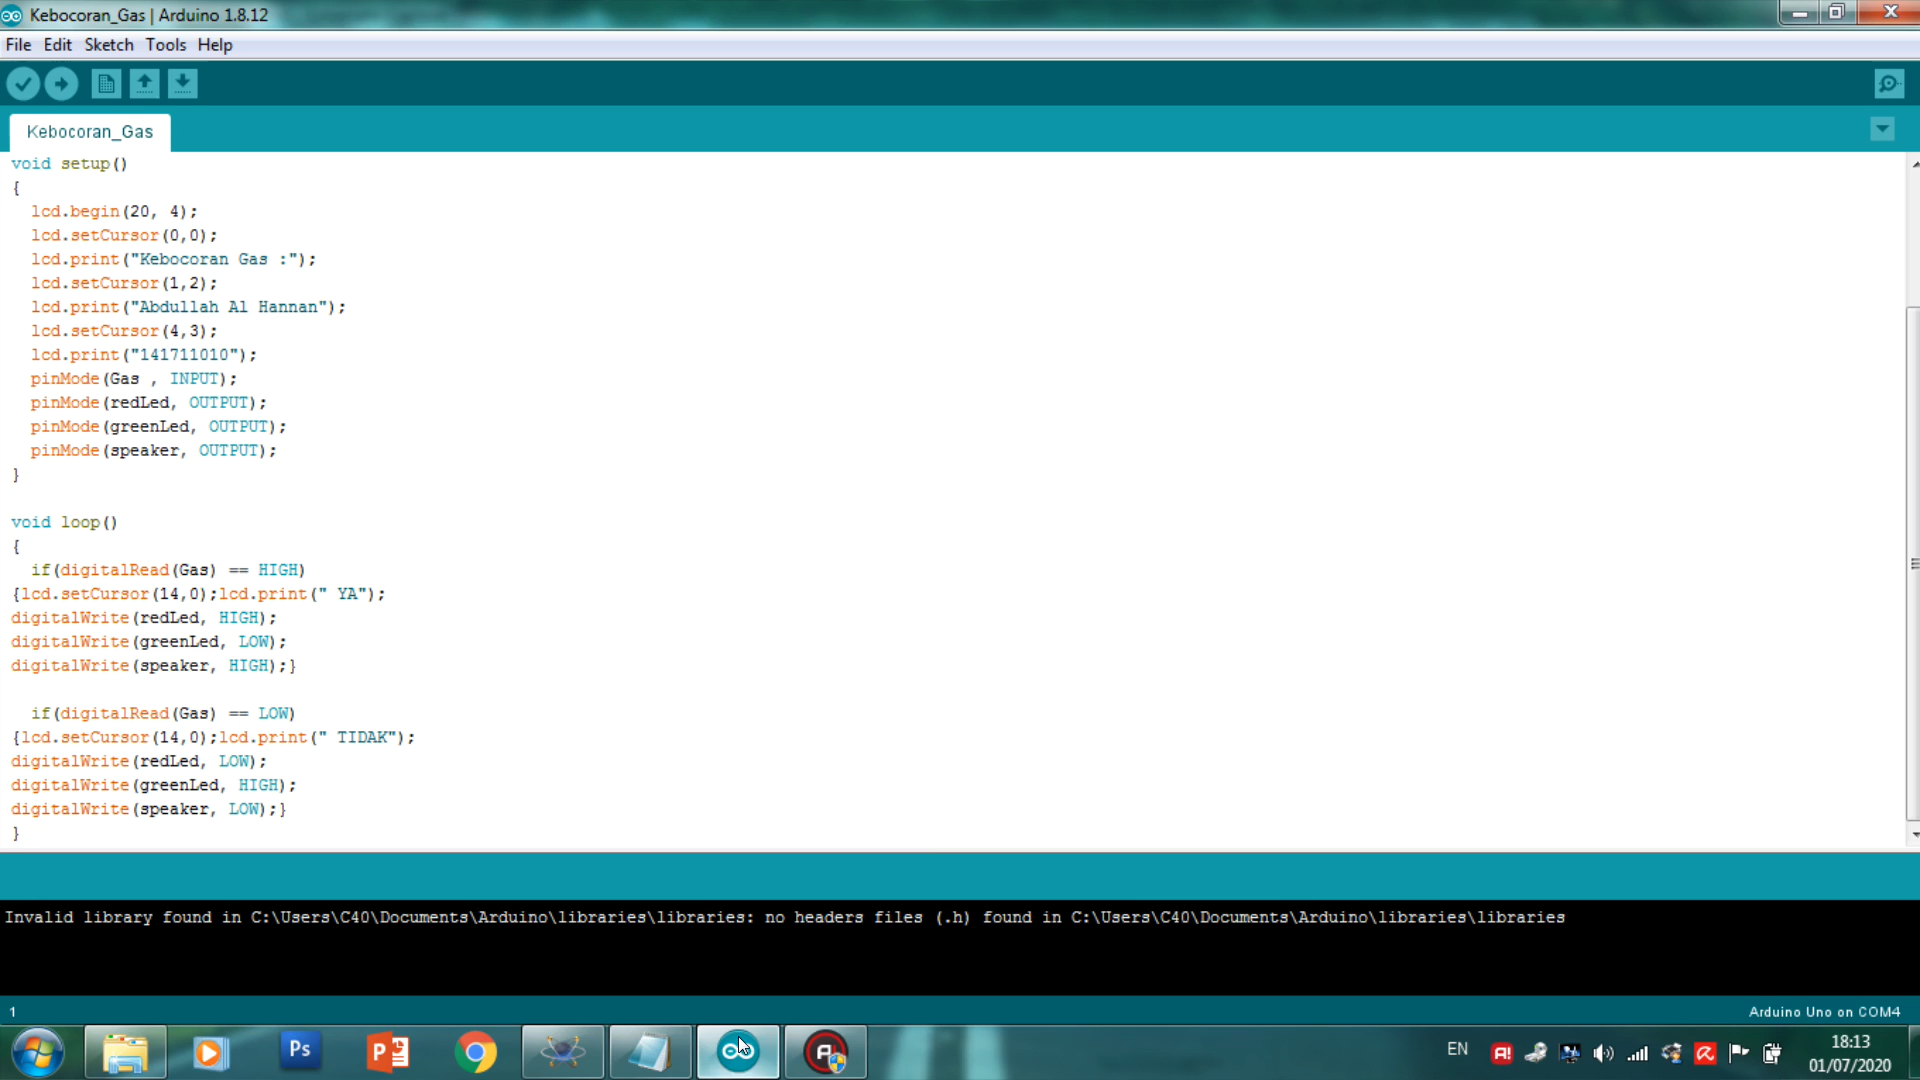 Kebocoran_Gas | Arduino 1.8.12
File Edit Sketch Tools Help
Kebocoran_Gas
void setup()
{
  lcd.begin(20, 4);
  lcd.setCursor(0,0);
  lcd.print("Kebocoran Gas :");
  lcd.setCursor(1,2);
  lcd.print("Abdullah Al Hannan");
  lcd.setCursor(4,3);
  lcd.print("141711010");
  pinMode(Gas , INPUT);
  pinMode(redLed, OUTPUT);
  pinMode(greenLed, OUTPUT);
  pinMode(speaker, OUTPUT);
}
void loop()
{
  if(digitalRead(Gas) == HIGH)
{lcd.setCursor(14,0);lcd.print(" YA");
digitalWrite(redLed, HIGH);
digitalWrite(greenLed, LOW);
digitalWrite(speaker, HIGH);}
  if(digitalRead(Gas) == LOW)
{lcd.setCursor(14,0);lcd.print(" TIDAK");
digitalWrite(redLed, LOW);
digitalWrite(greenLed, HIGH);
digitalWrite(speaker, LOW);}
}
Invalid library found in C:\Users\C40\Documents\Arduino\libraries\libraries: no headers files (.h) found in C:\Users\C40\Documents\Arduino\libraries\libraries
1
Arduino Uno on COM4
Ps
P
EN
A!
18:13
01/07/2020